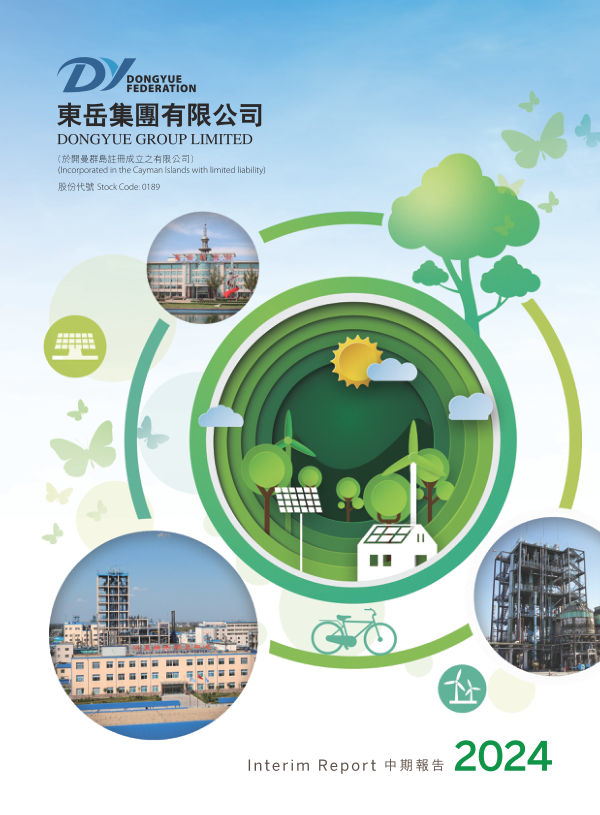 DY DONGYUE
FEDERATION
東岳集團有限公司
DONGYUE GROUP LIMITED
(於開曼群島註冊成立之有限公司)
(Incorporated in the Cayman Islands with limited liability)
股份代號 Stock Code: 0189
Interim Report 中期報告 2024